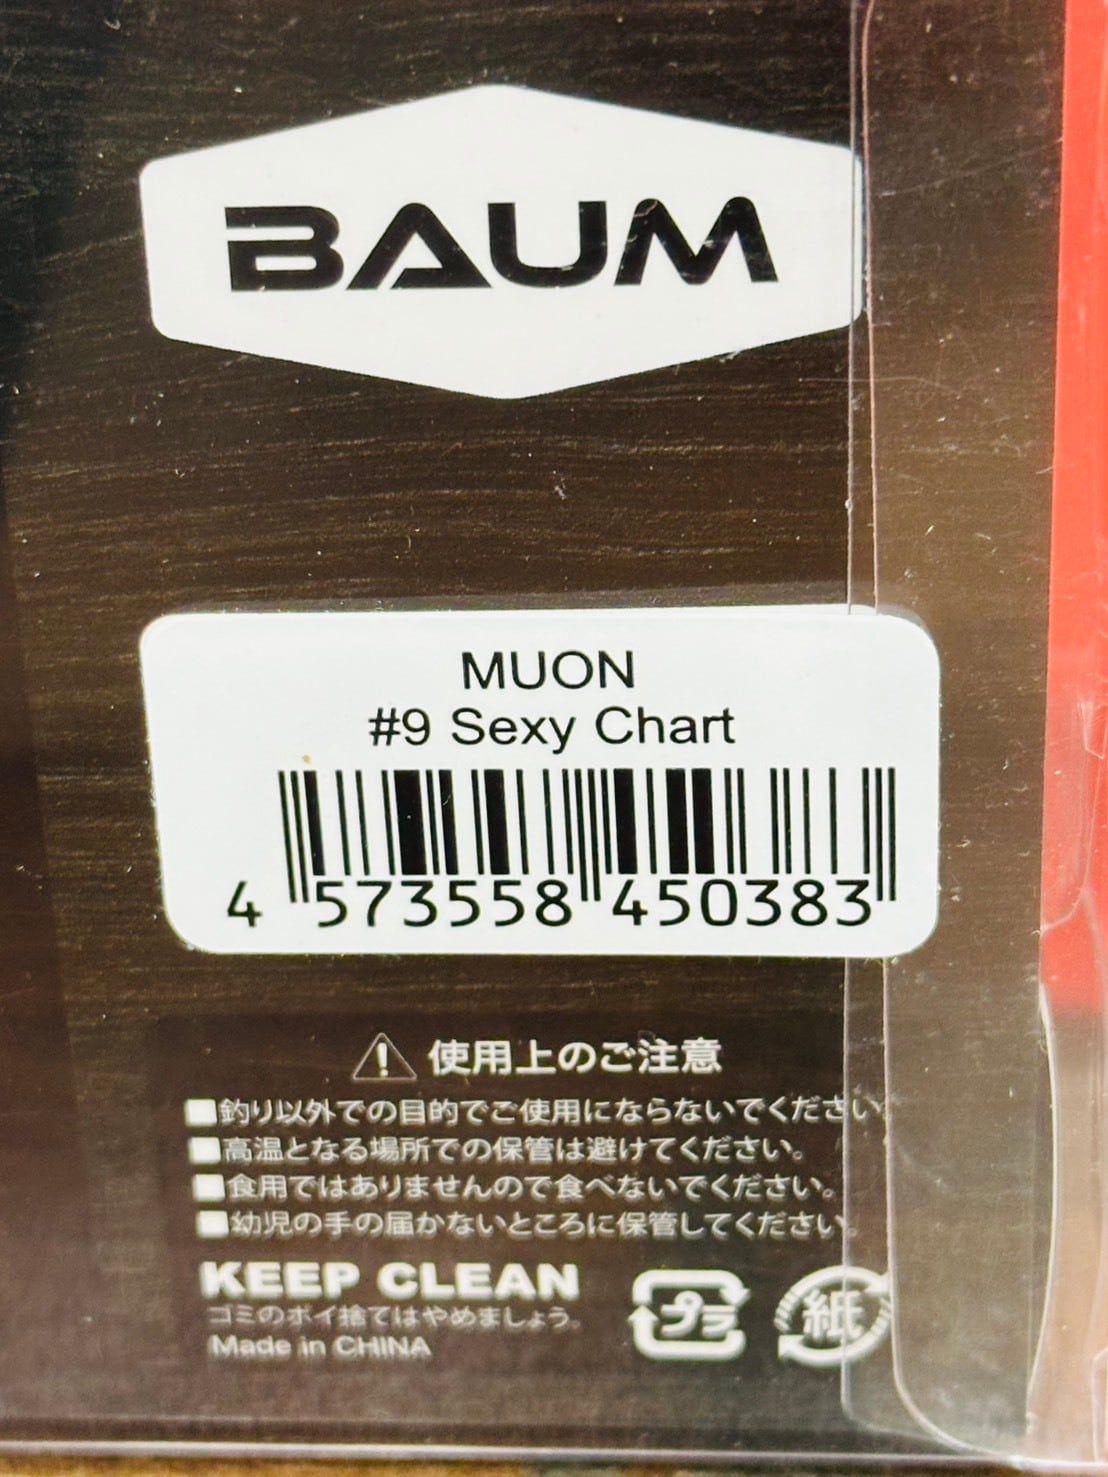 BAUM
MUON
#9 Sexy Chart
4 573558 450383
使用上のご注意
■釣り以外での目的でご使用にならないでください。
■高温となる場所での保管は避けてください。
■食用ではありませんので食べないでください。
■幼児の手の届かないところに保管してください。
KEEP CLEAN
ゴミのポイ捨てはやめましょう。
Made in CHINA
プラ 紙